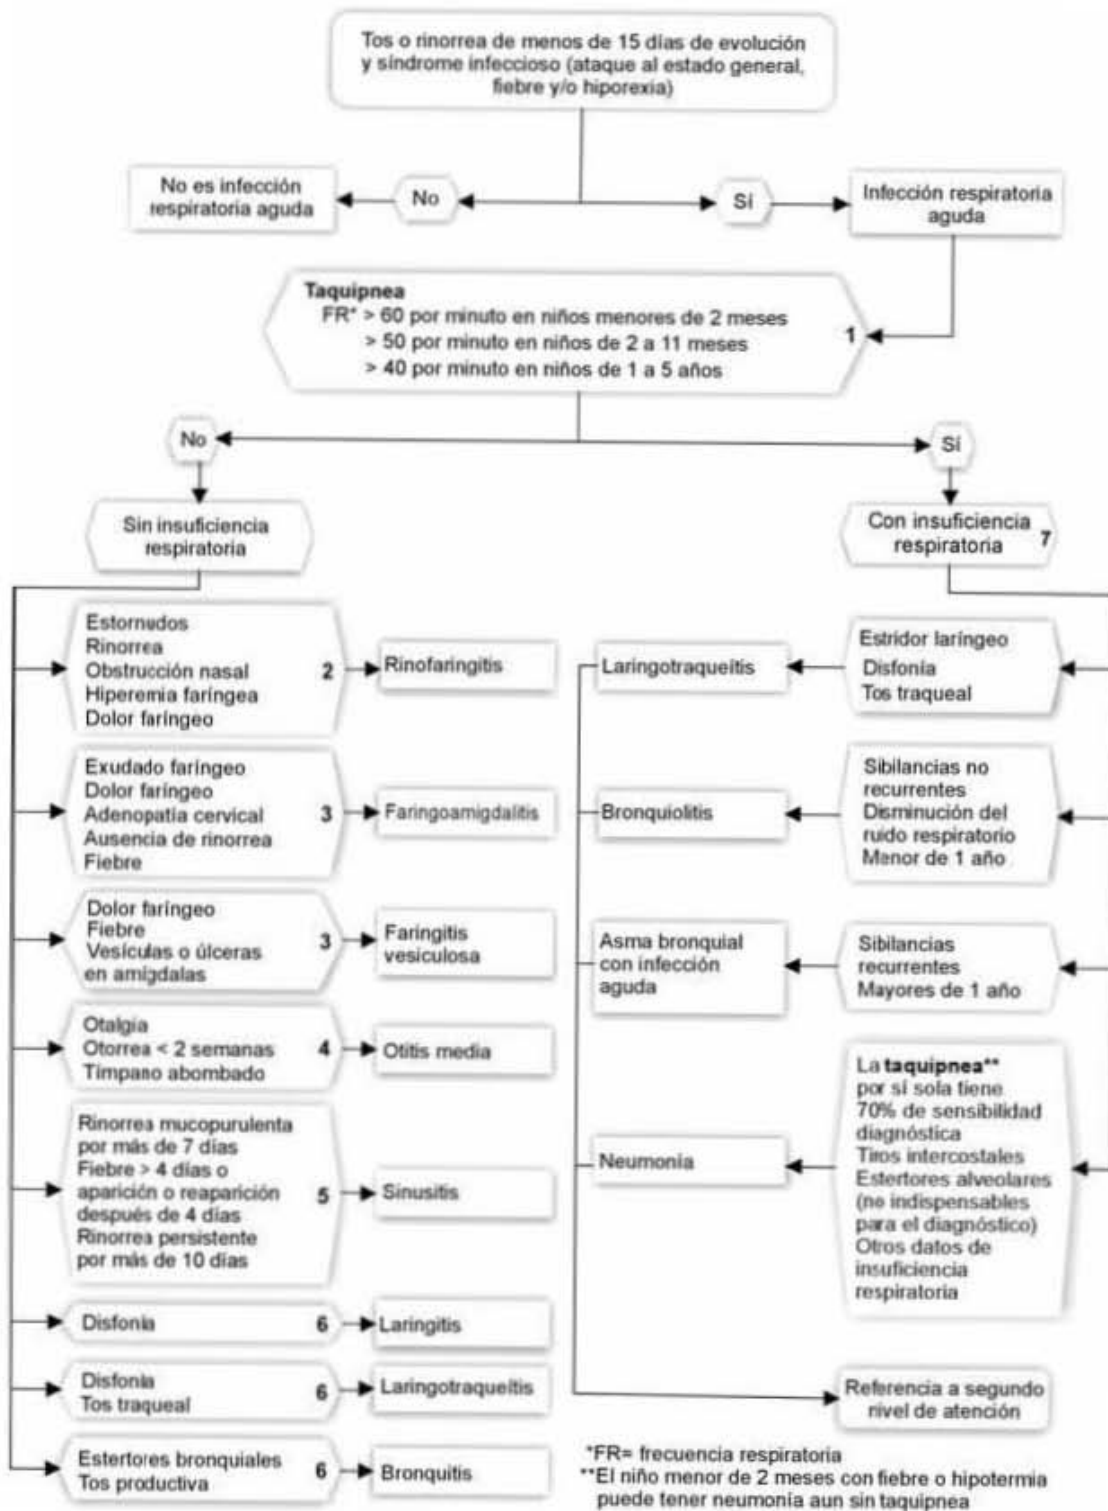 Tos o rinorrea de menos de 15 días de evolución
y síndrome infeccioso (ataque al estado general,
fiebre y/o hiporexia)
No es infección
respiratoria aguda
No
Sí
Infección respiratoria
aguda
Taquipnea
FR* > 60 por minuto en niños menores de 2 meses
> 50 por minuto en niños de 2 a 11 meses
> 40 por minuto en niños de 1 a 5 años
1
No
Sí
Sin insuficiencia
respiratoria
Con insuficiencia
respiratoria
7
Estornudos
Rinorrea
Obstrucción nasal
Hiperemia faríngea
Dolor faríngeo
2
Rinofaringitis
Exudado faríngeo
Dolor faríngeo
Adenopatía cervical
Ausencia de rinorrea
Fiebre
3
Faringoamigdalitis
Dolor faríngeo
Fiebre
Vesículas o úlceras
en amígdalas
3
Faringitis
vesiculosa
Otalgía
Otorrea < 2 semanas
Tímpano abombado
4
Otitis media
Rinorrea mucopurulenta
por más de 7 días
Fiebre > 4 días o
aparición o reaparición
después de 4 días
Rinorrea persistente
por más de 10 días
5
Sinusitis
Disfonía
6
Laringitis
Disfonía
Tos traqueal
6
Laringotraqueítis
Estertores bronquiales
Tos productiva
6
Bronquitis
Laringotraqueítis
Estridor laríngeo
Disfonía
Tos traqueal
Bronquiolitis
Sibilancias no
recurrentes
Disminución del
ruido respiratorio
Menor de 1 año
Asma bronquial
con infección
aguda
Sibilancias
recurrentes
Mayores de 1 año
Neumonía
La taquipnea**
por sí sola tiene
70% de sensibilidad
diagnóstica
Tiros intercostales
Estertores alveolares
(no indispensables
para el diagnóstico)
Otros datos de
insuficiencia
respiratoria
Referencia a segundo
nivel de atención
*FR= frecuencia respiratoria
**El niño menor de 2 meses con fiebre o hipotermia
puede tener neumonía aun sin taquipnea